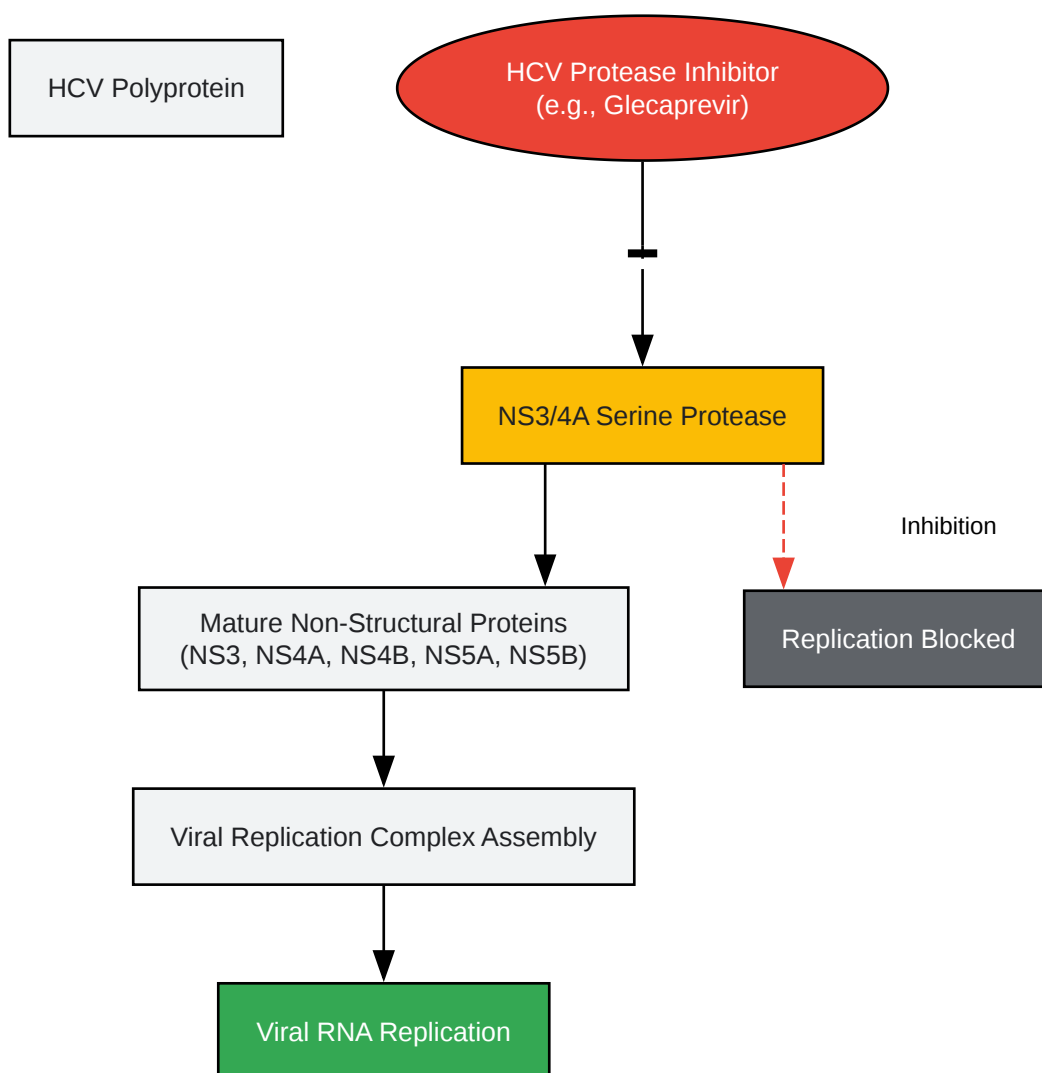 HCV Polyprotein
HCV Protease Inhibitor
(e.g., Glecaprevir)
NS3/4A Serine Protease
Inhibition
Mature Non-Structural Proteins
(NS3, NS4A, NS4B, NS5A, NS5B)
Replication Blocked
Viral Replication Complex Assembly
Viral RNA Replication